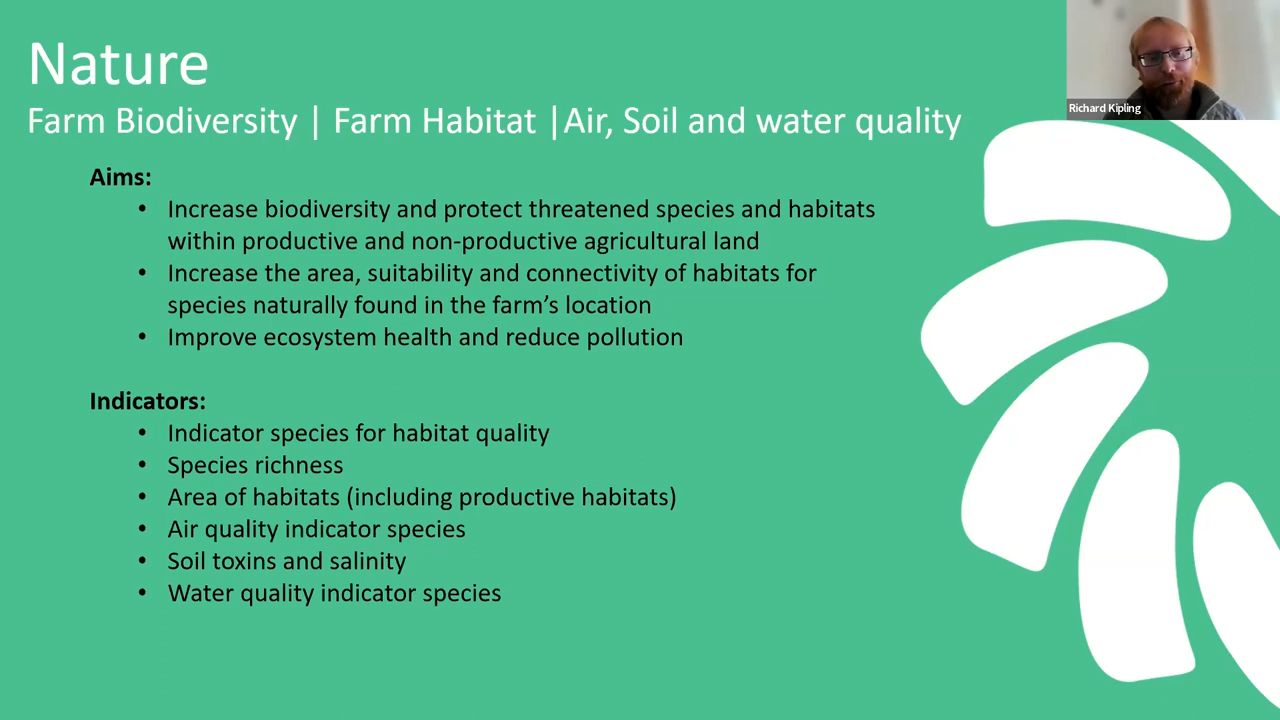 Nature
Farm Biodiversity | Farm Habitat |Air, Soil and water quality
Richard Kipling
Aims:
• Increase biodiversity and protect threatened species and habitats
within productive and non-productive agricultural land
• Increase the area, suitability and connectivity of habitats for
species naturally found in the farm’s location
• Improve ecosystem health and reduce pollution
Indicators:
• Indicator species for habitat quality
• Species richness
• Area of habitats (including productive habitats)
• Air quality indicator species
• Soil toxins and salinity
• Water quality indicator species